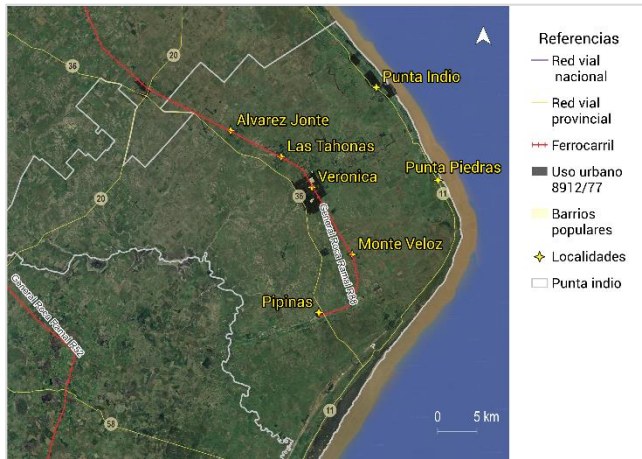 Referencias
Red vial
nacional
Red vial
provincial
Ferrocarril
Uso urbano
8912/77
Barrios
populares
Localidades
Punta indio
36
20
Punta Indio
Alvarez Jonte
Las Tahonas
Punta Piedras
11
Veronica
36
20
General Roca Ramal R86
Monte Veloz
General Roca Ramal R52
Pipinas
11
58
0 5 km